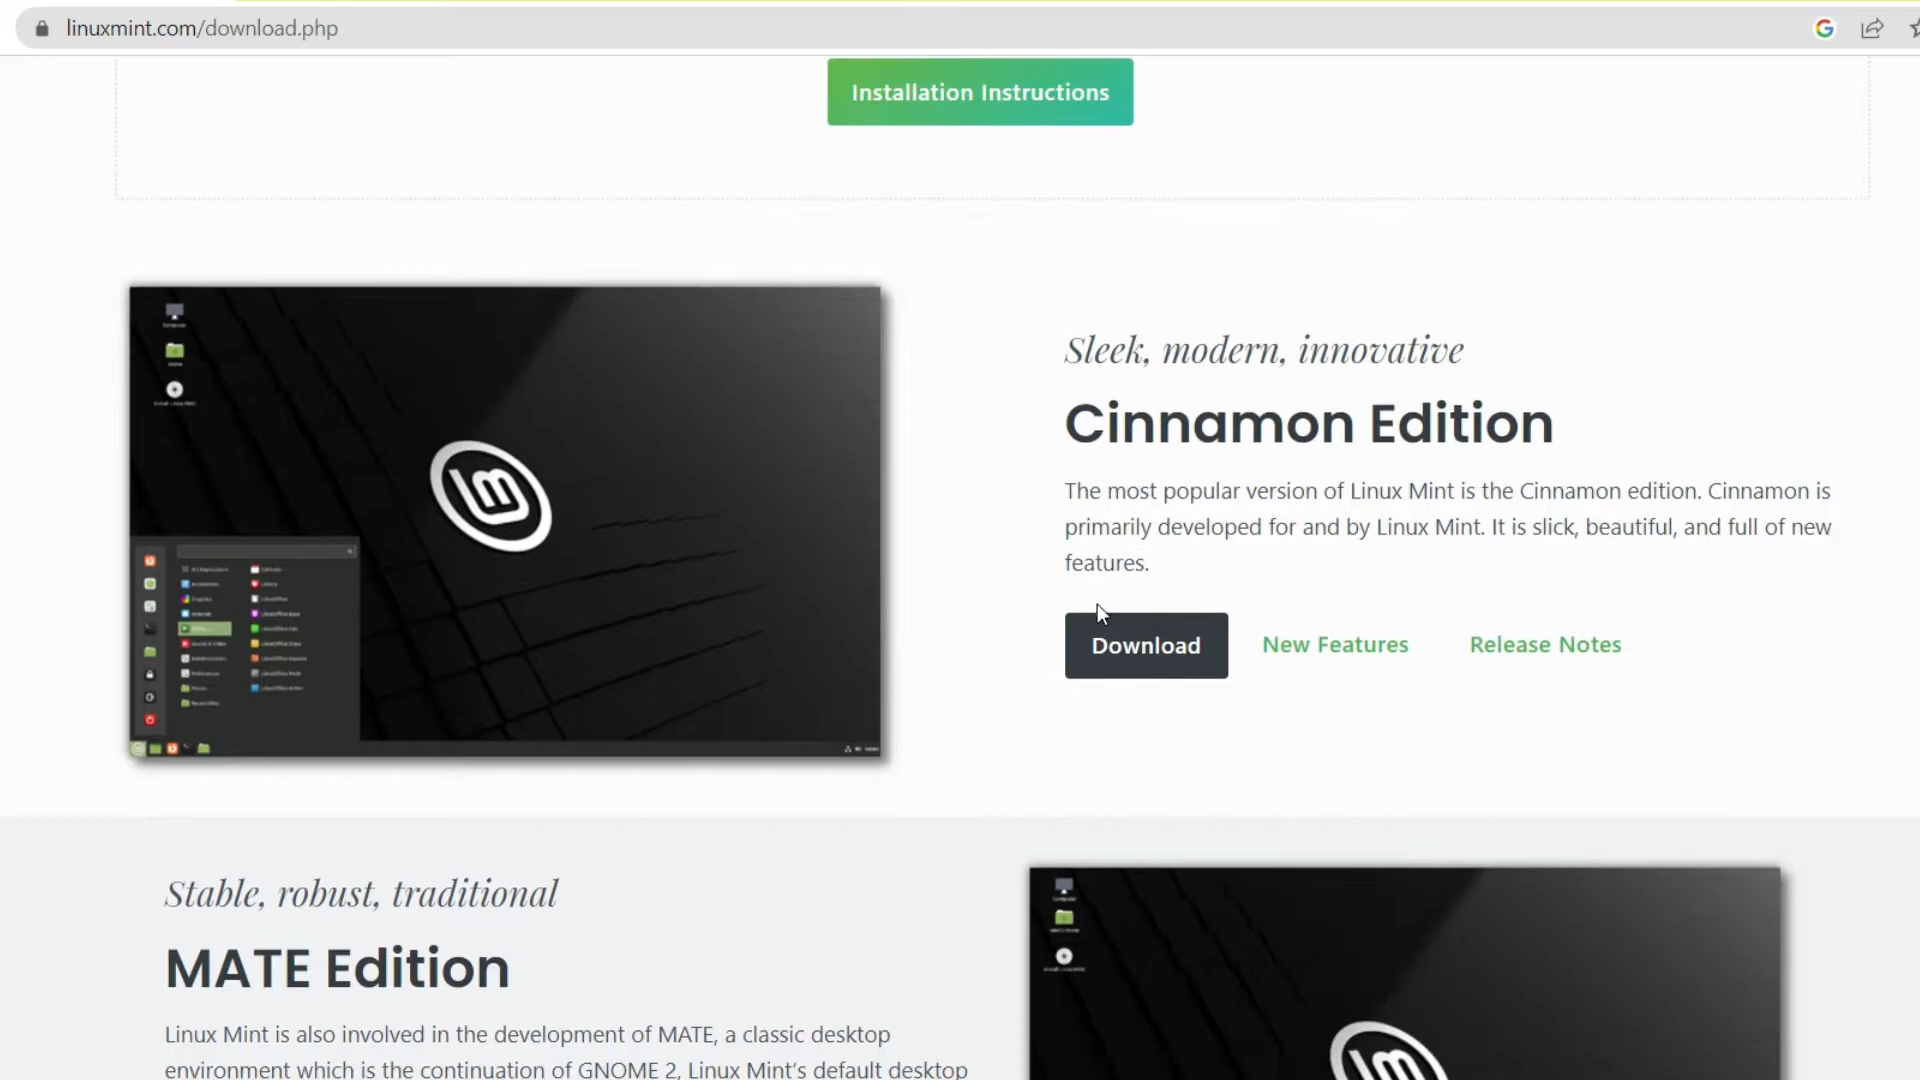 linuxmint.com/download.php
Installation Instructions
Sleek, modern, innovative
Cinnamon Edition
The most popular version of Linux Mint is the Cinnamon edition. Cinnamon is
primarily developed for and by Linux Mint. It is slick, beautiful, and full of new
features.
Download
New Features
Release Notes
Stable, robust, traditional
MATE Edition
Linux Mint is also involved in the development of MATE, a classic desktop
environment which is the continuation of GNOME 2, Linux Mint's default desktop